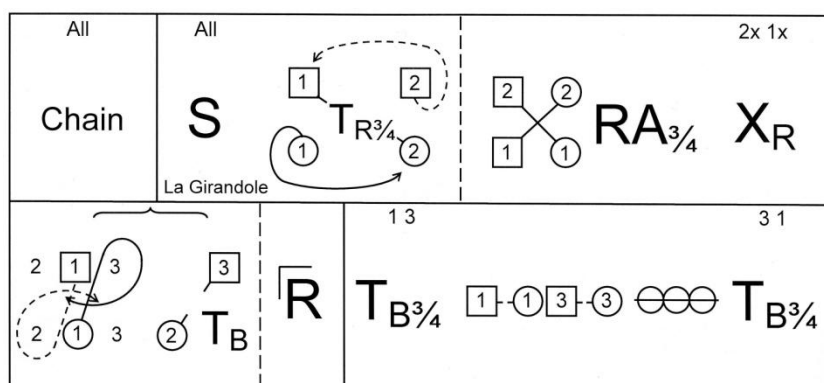 All All 2x 1x
1 2 2 2
Chain S T R¾ RA¾ X R
1 2 1 1
La Girandole
1 3 3 1
2 1 3 3 R T B¾ 1 1 3 3 T B¾
2 1 3 2 T B